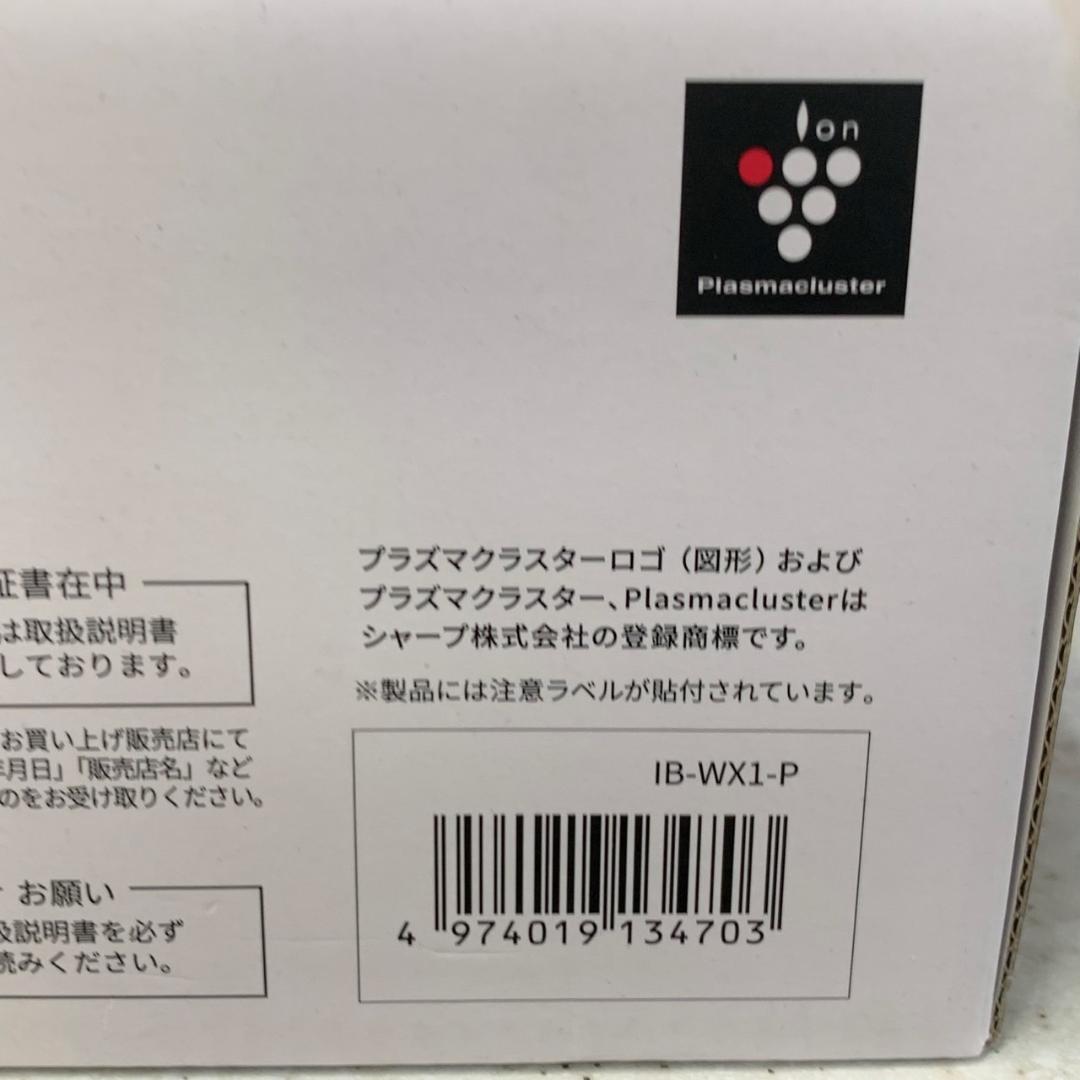 Ion
Plasmacluster
証書在中
は取扱説明書
しております。
お買い上げ販売店にて
年月日」「販売店名」など
のをお受け取りください。
お願い
扱説明書を必ず
読みください。
プラズマクラスターロゴ（図形）および
プラズマクラスター、Plasmaclusterは
シャープ株式会社の登録商標です。
※製品には注意ラベルが貼付されています。
IB-WX1-P
4 974019 134703